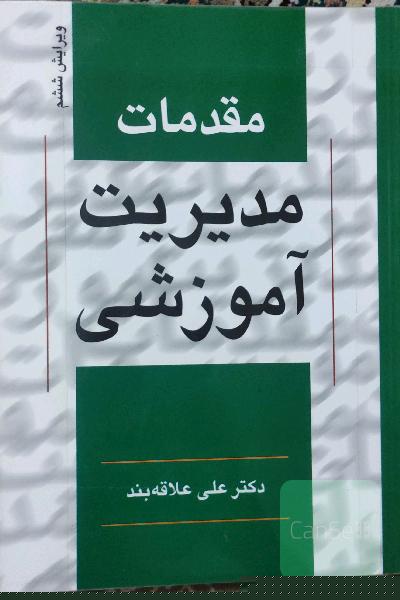 ویرایش ششم
مقدمات
مدیریت
آموزشی
دکتر علی علاقه‌بند